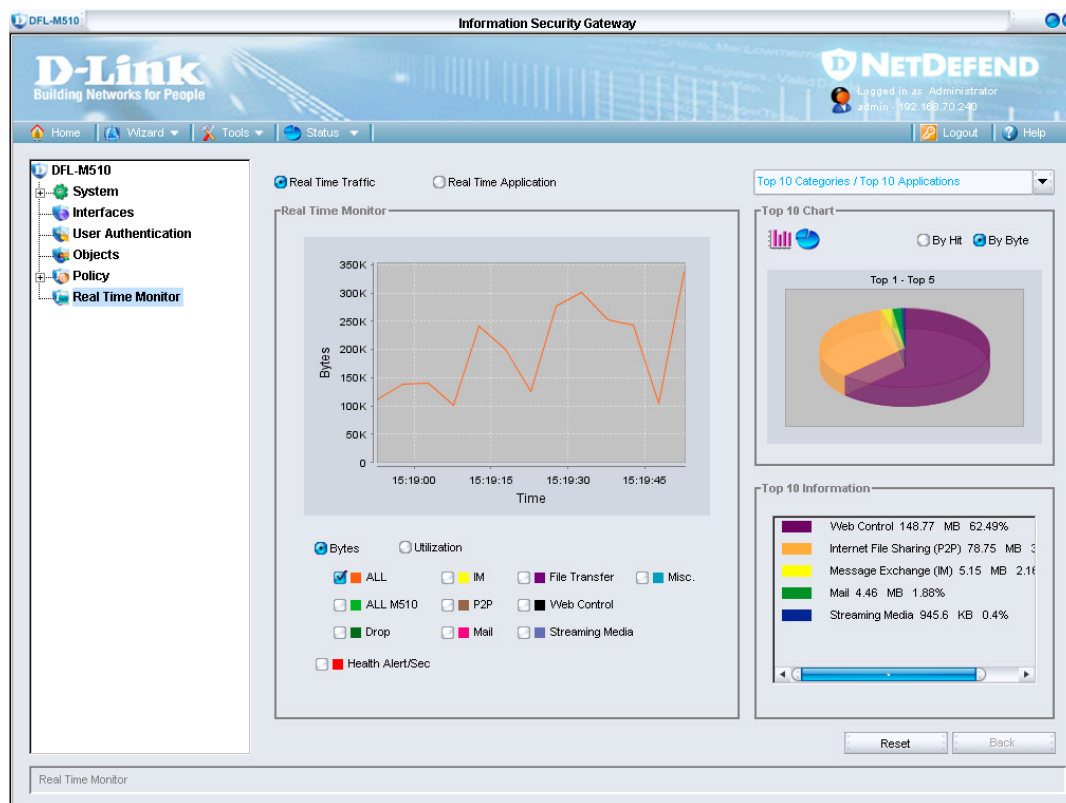 DFL-M510
Information Security Gateway
D-Link
Building Networks for People
NETDEFEND
Logged in as Administrator
admin - 192.168.70.240
Home
Wizard
Tools
Status
Logout
Help
DFL-M510
System
Interfaces
User Authentication
Objects
Policy
Real Time Monitor
Real Time Traffic
Real Time Application
Top 10 Categories / Top 10 Applications
Real Time Monitor
350K
300K
250K
200K
150K
100K
50K
0
Bytes
15:19:00 15:19:15 15:19:30 15:19:45
Time
Bytes
Utilization
ALL
IM
File Transfer
Misc.
ALL M510
P2P
Web Control
Drop
Mail
Streaming Media
Health Alert/Sec
Top 10 Chart
By Hit
By Byte
Top 1 - Top 5
Top 10 Information
Web Control 148.77 MB 62.49%
Internet File Sharing (P2P) 78.75 MB
Message Exchange (IM) 5.15 MB 2.16
Mail 4.46 MB 1.88%
Streaming Media 945.6 KB 0.4%
Reset
Back
Real Time Monitor